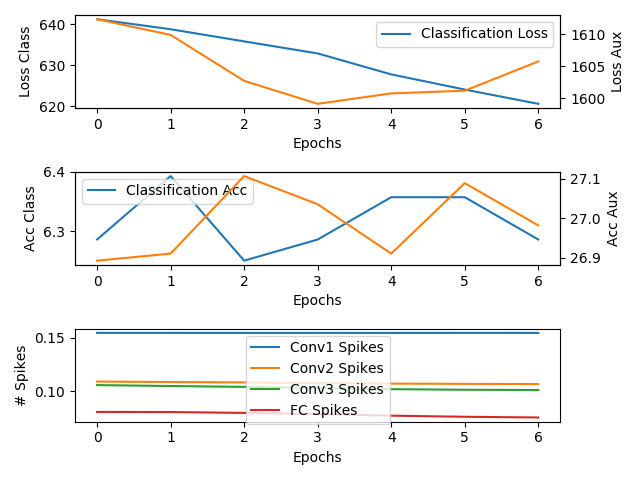 640
630
620
Loss Class
Classification Loss
1610
1605
1600
Loss Aux
0 1 2 3 4 5 6
Epochs
6.4
6.3
Acc Class
Classification Acc
27.1
27.0
26.9
Acc Aux
0 1 2 3 4 5 6
Epochs
0.15
0.10
# Spikes
Conv1 Spikes
Conv2 Spikes
Conv3 Spikes
FC Spikes
0 1 2 3 4 5 6
Epochs